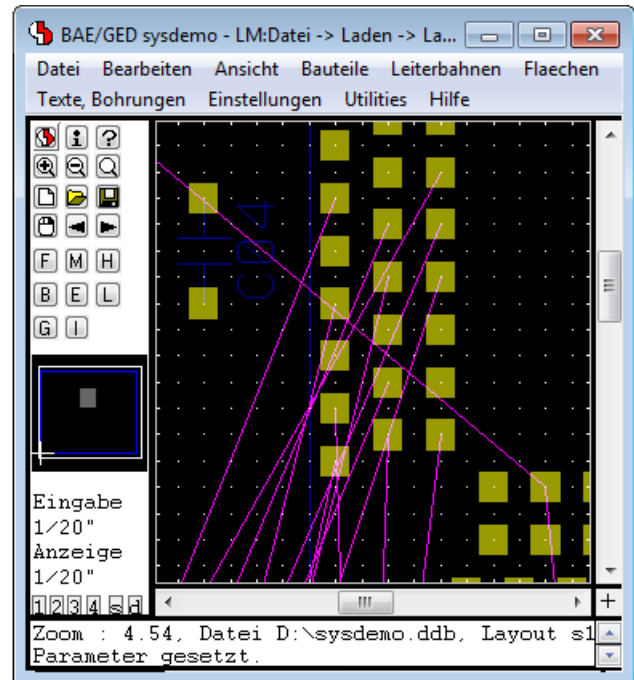 BAE/GED sysdemo - LM:Datei -> Laden -> La...
Datei Bearbeiten Ansicht Bauteile Leiterbahnen Flaechen
Texte, Bohrungen Einstellungen Utilities Hilfe
i ?
F M H
B E L
G I
C04
Eingabe
1/20"
Anzeige
1/20"
1 2 3 4 s d
Zoom : 4.54, Datei D:\sysdemo.ddb, Layout s1
Parameter gesetzt.